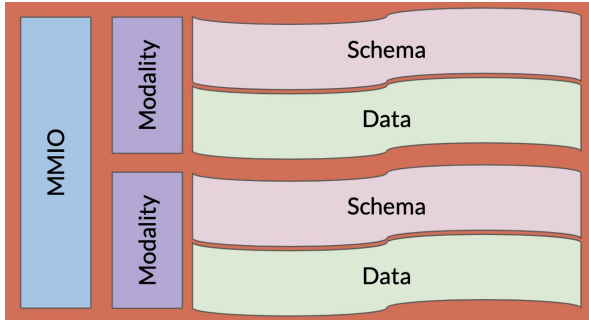 MMIO
Modality
Schema
Data
Modality
Schema
Data